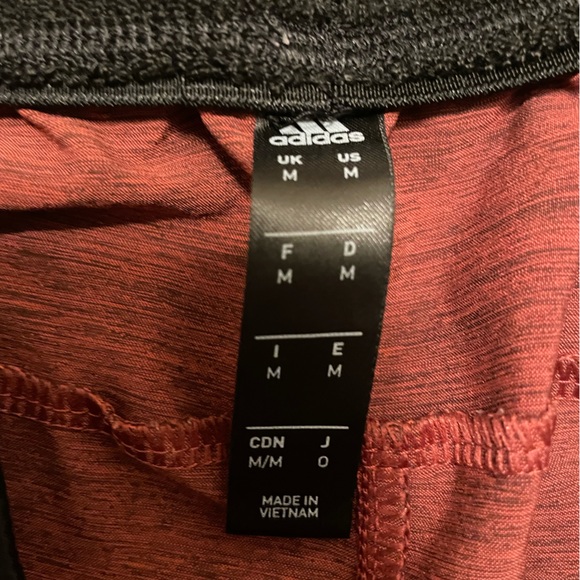 adidas
UK US
M M
F D
M M
I E
M M
CDN J
M/M O
MADE IN
VIETNAM